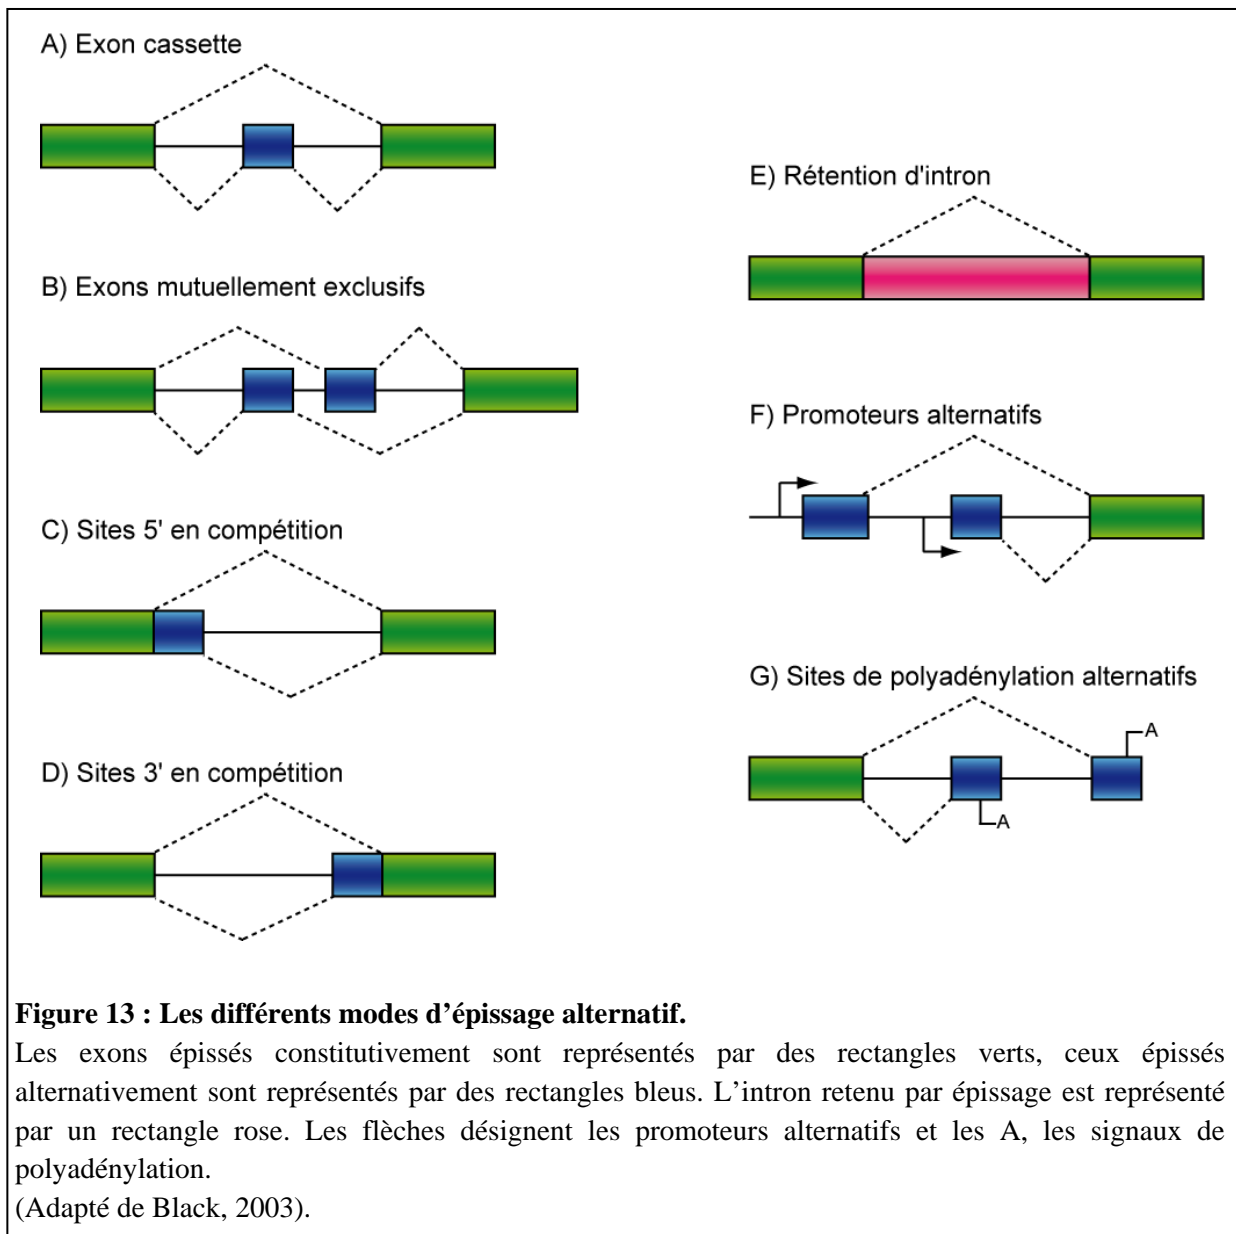 A) Exon cassette
B) Exons mutuellement exclusifs
C) Sites 5' en compétition
D) Sites 3' en compétition
E) Rétention d'intron
F) Promoteurs alternatifs
G) Sites de polyadénylation alternatifs
A
A
Figure 13 : Les différents modes d’épissage alternatif.
Les exons épissés constitutivement sont représentés par des rectangles verts, ceux épissés
alternativement sont représentés par des rectangles bleus. L’intron retenu par épissage est représenté
par un rectangle rose. Les flèches désignent les promoteurs alternatifs et les A, les signaux de
polyadénylation.
(Adapté de Black, 2003).